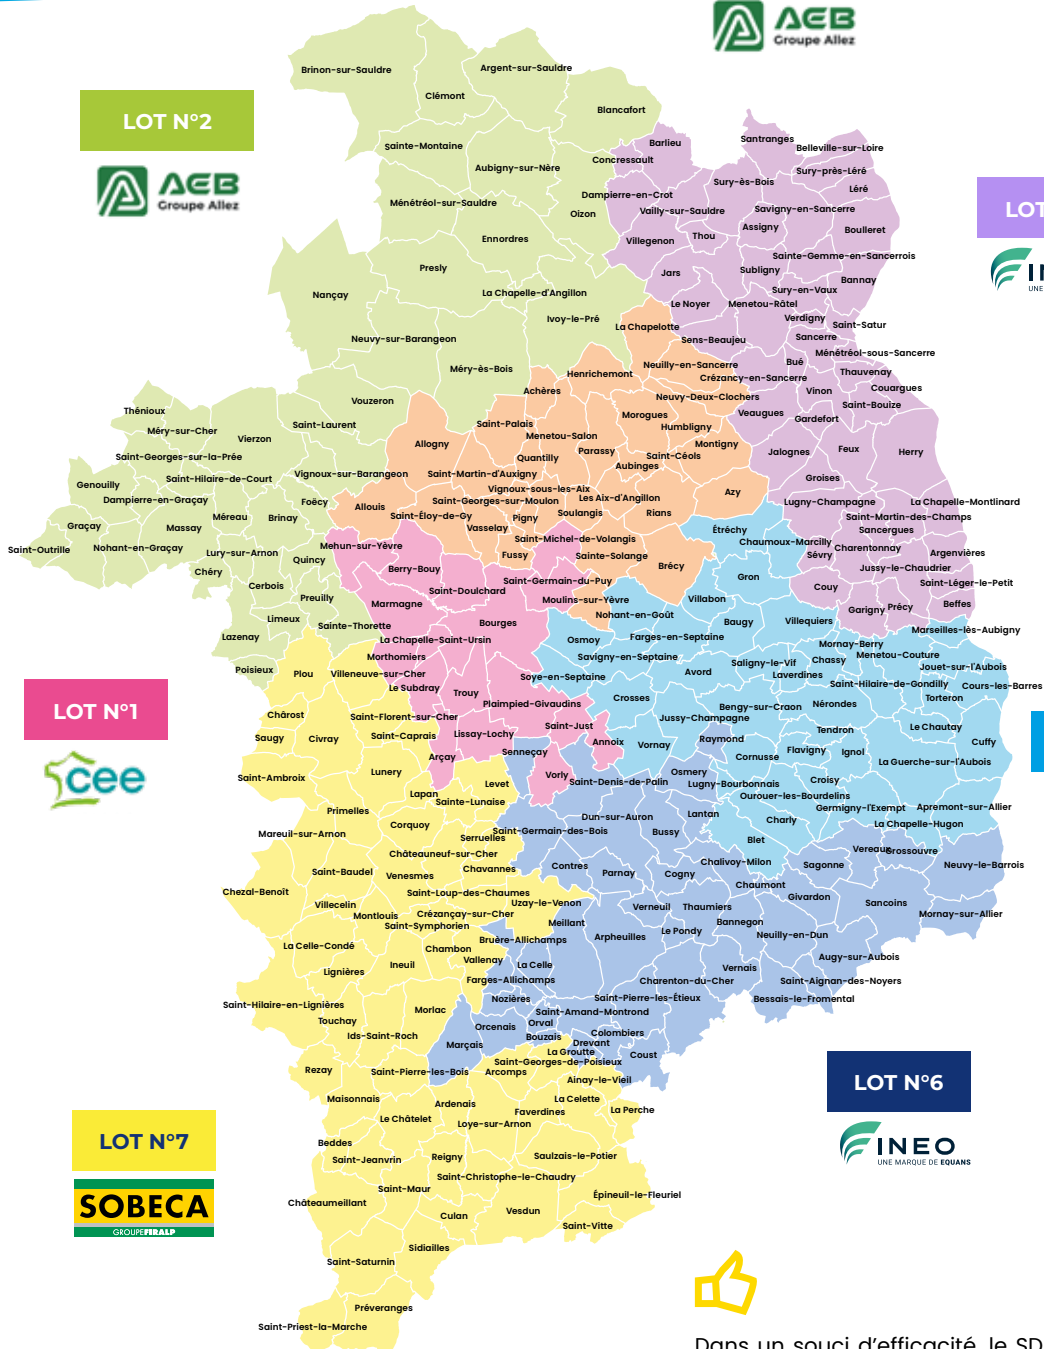 AEB
Groupe Allez
LOT N°2
AEB
Groupe Allez
LOT
IN
UNE
Brinon-sur-Sauldre
Argent-sur-Sauldre
Clémont
Blancafort
Sainte-Montaine
Aubigny-sur-Nère
Ménétréol-sur-Sauldre
Oizon
Ennordres
Presly
Nançay
La Chapelle-d'Angillon
Ivoy-le-Pré
Neuvy-sur-Barangeon
Méry-ès-Bois
Vouzeron
Thénioux
Méry-sur-Cher
Vierzon
Saint-Laurent
Saint-Georges-sur-la-Prée
Genouilly
Saint-Hilaire-de-Court
Vignoux-sur-Barangeon
Dampierre-en-Graçay
Foëcy
Graçay
Massay
Méreau
Brinay
Saint-Outrille
Nohant-en-Graçay
Lury-sur-Arnon
Quincy
Chéry
Cerbois
Preuilly
Limeux
Sainte-Thorette
Lazenay
Poisieux
Barlieu
Santranges
Belleville-sur-Loire
Concressault
Sury-près-Léré
Sury-ès-Bois
Léré
Dampierre-en-Crot
Vailly-sur-Sauldre
Savigny-en-Sancerre
Assigny
Boulleret
Villegenon
Thou
Sainte-Gemme-en-Sancerrois
Jars
Subligny
Bannay
Sury-en-Vaux
Le Noyer
Menetou-Râtel
Verdigny
Saint-Satur
Sens-Beaujeu
Sancerre
Ménétréol-sous-Sancerre
Bué
Thauvenay
Crézancy-en-Sancerre
Vinon
Couargues
Saint-Bouize
Veaugues
Gardefort
Jalognes
Feux
Herry
Groises
Lugny-Champagne
La Chapelle-Montlinard
Saint-Martin-des-Champs
Sancergues
Charentonnay
Sévry
Argenvières
Jussy-le-Chaudrier
Couy
Saint-Léger-le-Petit
Garigny
Précy
Beffes
Marseilles-lès-Aubigny
La Chapelotte
Neuilly-en-Sancerre
Henrichemont
Achères
Neuvy-Deux-Clochers
Morogues
Humbligny
Saint-Palais
Menetou-Salon
Allogny
Montigny
Parassy
Saint-Céols
Quantilly
Aubinges
Saint-Martin-d'Auxigny
Vignoux-sous-les-Aix
Azy
Saint-Georges-sur-Moulon
Les Aix-d'Angillon
Allouis
Saint-Éloy-de-Gy
Pigny
Soulangis
Rians
Vasselay
Saint-Michel-de-Volangis
Fussy
Sainte-Solange
Brécy
Moulins-sur-Yèvre
Nohant-en-Goût
Mehun-sur-Yèvre
Berry-Bouy
Saint-Germain-du-Puy
Saint-Doulchard
Marmagne
Bourges
La Chapelle-Saint-Ursin
Morthomiers
Le Subdray
Trouy
Plaimpied-Givaudins
Lissay-Lochy
Saint-Just
Annoix
Arçay
Senneçay
Vorly
Étréchy
Chaumoux-Marcilly
Gron
Villabon
Baugy
Villequiers
Osmoy
Farges-en-Septaine
Mornay-Berry
Savigny-en-Septaine
Saligny-le-Vif
Chassy
Menetou-Couture
Jouet-sur-l'Aubois
Soye-en-Septaine
Avord
Laverdines
Saint-Hilaire-de-Gondilly
Cours-les-Barres
Torteron
Crosses
Bengy-sur-Craon
Nérondes
Jussy-Champagne
Tendron
Le Chautay
Vornay
Raymond
Cuffy
Flavigny
Ignol
Cornusse
La Guerche-sur-l'Aubois
Osmery
Lugny-Bourbonnais
Croisy
Ourouer-les-Bourdelins
Germigny-l'Exempt
Apremont-sur-Allier
Lantan
Charly
La Chapelle-Hugon
Blet
Saint-Denis-de-Palin
Dun-sur-Auron
Saint-Germain-des-Bois
Bussy
Vereaux
Grossouvre
Chalivoy-Milon
Sagonne
Neuvy-le-Barrois
Contres
Parnay
Cogny
Chaumont
Givardon
Sancoins
Mornay-sur-Allier
Verneuil
Thaumiers
Meillant
Bannegon
Arpheuilles
Le Pondy
Neuilly-en-Dun
Bruère-Allichamps
Augy-sur-Aubois
La Celle
Vernais
Farges-Allichamps
Charenton-du-Cher
Saint-Aignan-des-Noyers
Nozières
Saint-Pierre-les-Étieux
Bessais-le-Fromental
Saint-Amand-Montrond
Orcenais
Orval
Colombiers
Bouzais
Drevant
Marçais
La Groutte
Coust
Plou
Villeneuve-sur-Cher
Chârost
Saint-Florent-sur-Cher
Saugy
Civray
Saint-Caprais
Saint-Ambroix
Lunery
Levet
Lapan
Sainte-Lunaise
Primelles
Corquoy
Mareuil-sur-Arnon
Serruelles
Châteauneuf-sur-Cher
Saint-Baudel
Venesmes
Chavannes
Chezal-Benoît
Saint-Loup-des-Chaumes
Villecelin
Uzay-le-Venon
Montlouis
Crézançay-sur-Cher
Saint-Symphorien
La Celle-Condé
Chambon
Vallenay
Lignières
Ineuil
Saint-Hilaire-en-Lignières
Morlac
Touchay
Ids-Saint-Roch
Rezay
Saint-Pierre-les-Bois
Saint-Georges-de-Poisieux
Arcomps
Ainay-le-Vieil
Maisonnais
Ardenais
La Celette
Faverdines
La Perche
Le Châtelet
Loye-sur-Arnon
Beddes
Saint-Jeanvrin
Reigny
Saulzais-le-Potier
Saint-Christophe-le-Chaudry
Saint-Maur
Épineuil-le-Fleuriel
Châteaumeillant
Culan
Vesdun
Saint-Vitte
Sidiailles
Saint-Saturnin
Préveranges
Saint-Priest-la-Marche
LOT N°1
cee
LOT N°6
INEO
UNE MARQUE DE EQUANS
LOT N°7
SOBECA
GROUPEFIRALP
Dans un souci d'efficacité, le SD